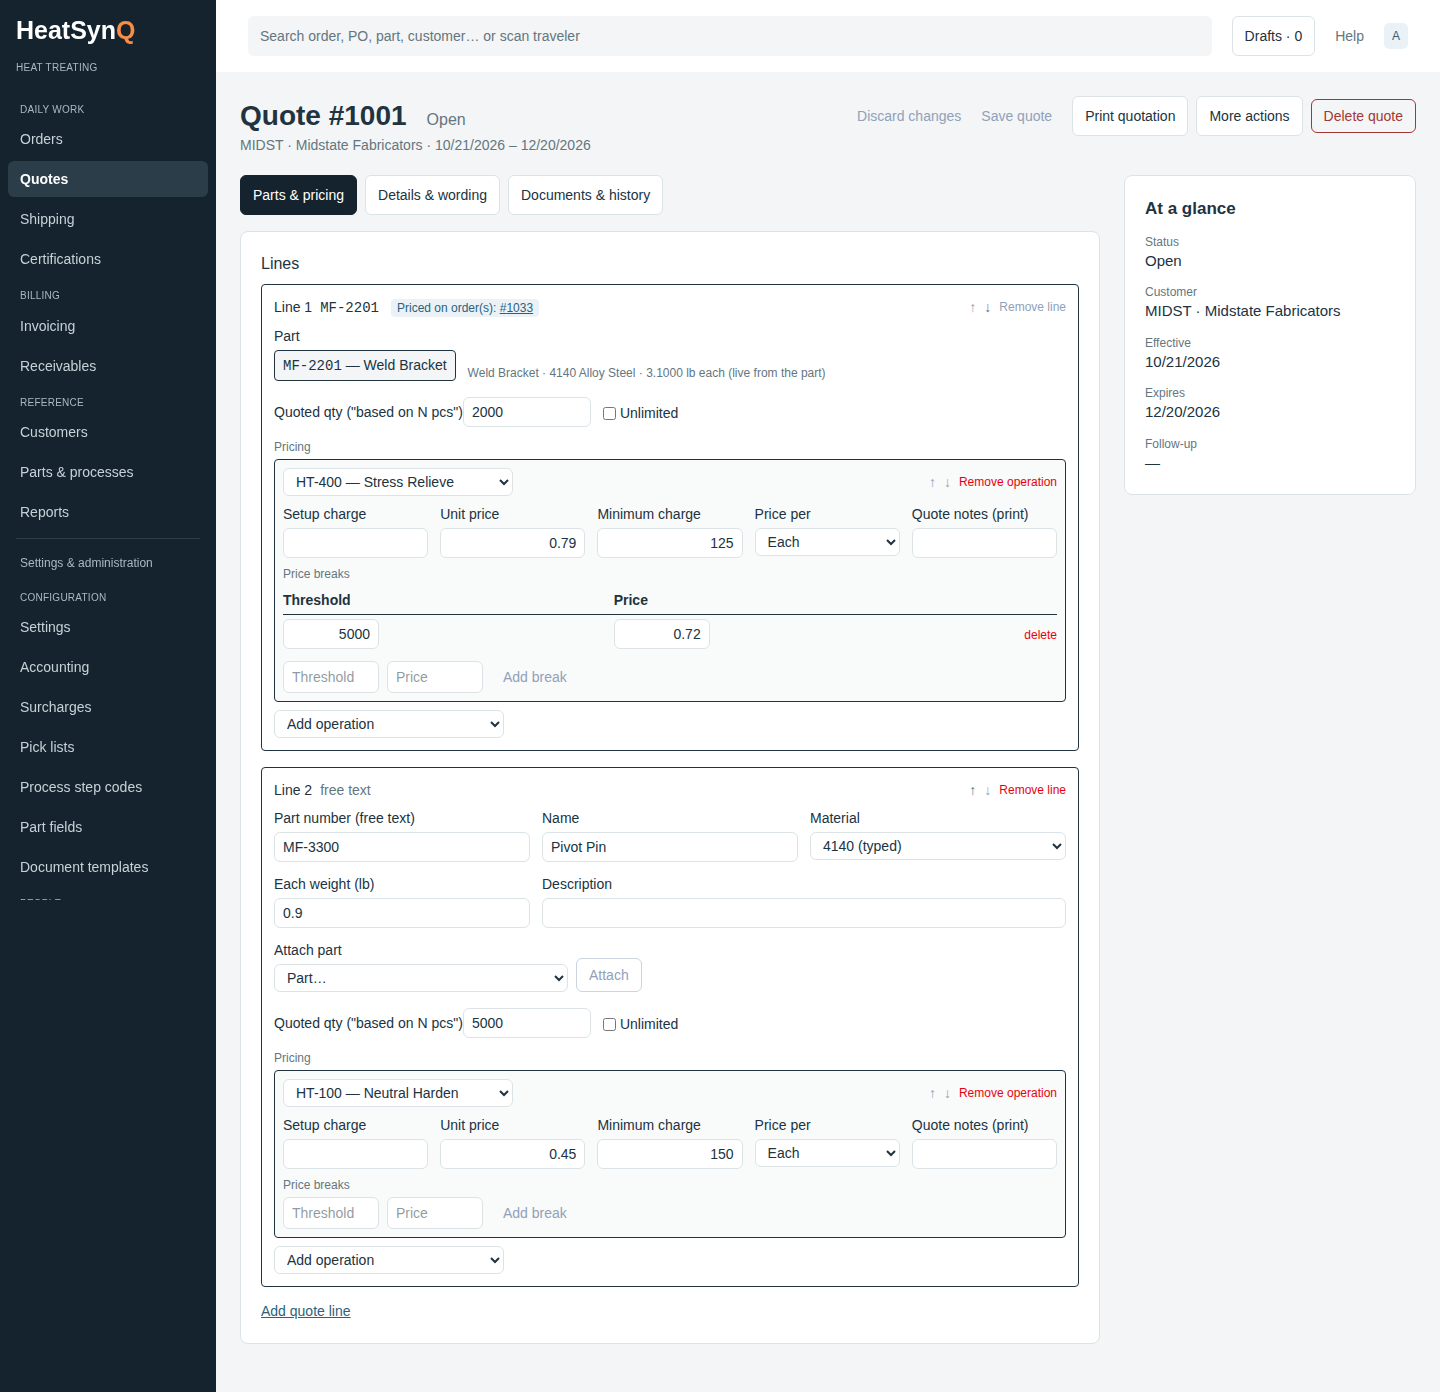 HeatSynQ
HEAT TREATING
DAILY WORK
Orders
Quotes
Shipping
Certifications
BILLING
Invoicing
Receivables
REFERENCE
Customers
Parts & processes
Reports
Settings & administration
CONFIGURATION
Settings
Accounting
Surcharges
Pick lists
Process step codes
Part fields
Document templates
Search order, PO, part, customer… or scan traveler
Drafts · 0
Help
A
Quote #1001 Open
MIDST · Midstate Fabricators · 10/21/2026 – 12/20/2026
Discard changes
Save quote
Print quotation
More actions
Delete quote
Parts & pricing
Details & wording
Documents & history
Lines
Line 1 MF-2201 Priced on order(s): #1033 ↑ ↓ Remove line
Part
MF-2201 — Weld Bracket Weld Bracket · 4140 Alloy Steel · 3.1000 lb each (live from the part)
Quoted qty ("based on N pcs") 2000 Unlimited
Pricing
HT-400 — Stress Relieve ↑ ↓ Remove operation
Setup charge Unit price Minimum charge Price per Quote notes (print)
0.79 125 Each
Price breaks
Threshold Price
5000 0.72 delete
Threshold Price Add break
Add operation
Line 2 free text ↑ ↓ Remove line
Part number (free text) Name Material
MF-3300 Pivot Pin 4140 (typed)
Each weight (lb) Description
0.9
Attach part
Part… Attach
Quoted qty ("based on N pcs") 5000 Unlimited
Pricing
HT-100 — Neutral Harden ↑ ↓ Remove operation
Setup charge Unit price Minimum charge Price per Quote notes (print)
0.45 150 Each
Price breaks
Threshold Price Add break
Add operation
Add quote line
At a glance
Status
Open
Customer
MIDST · Midstate Fabricators
Effective
10/21/2026
Expires
12/20/2026
Follow-up
—